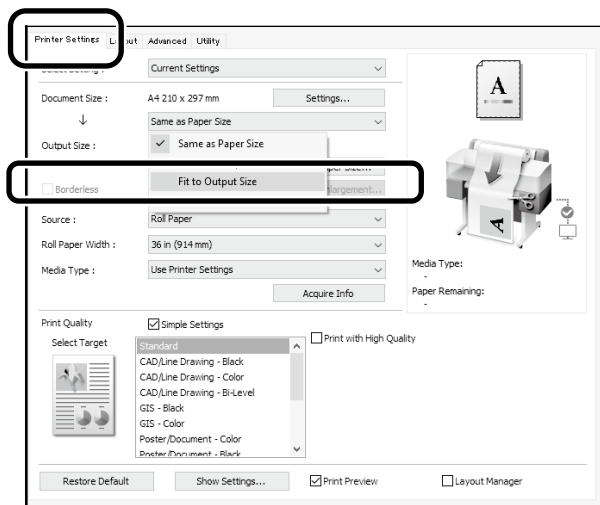 Printer Settings Layout Advanced Utility
Current Settings
Document Size : A4 210 x 297 mm Settings...
Same as Paper Size
Output Size : Same as Paper Size
Fit to Output Size
Borderless
Source : Roll Paper
Roll Paper Width : 36 in (914 mm)
Media Type : Use Printer Settings
Acquire Info
A
A
Media Type:
-
Paper Remaining:
-
Print Quality Simple Settings
Select Target
Standard
CAD/Line Drawing - Black
CAD/Line Drawing - Color
CAD/Line Drawing - Bi-Level
GIS - Black
GIS - Color
Poster/Document - Color
Poster/Document - Black
Print with High Quality
Restore Default Show Settings... Print Preview Layout Manager